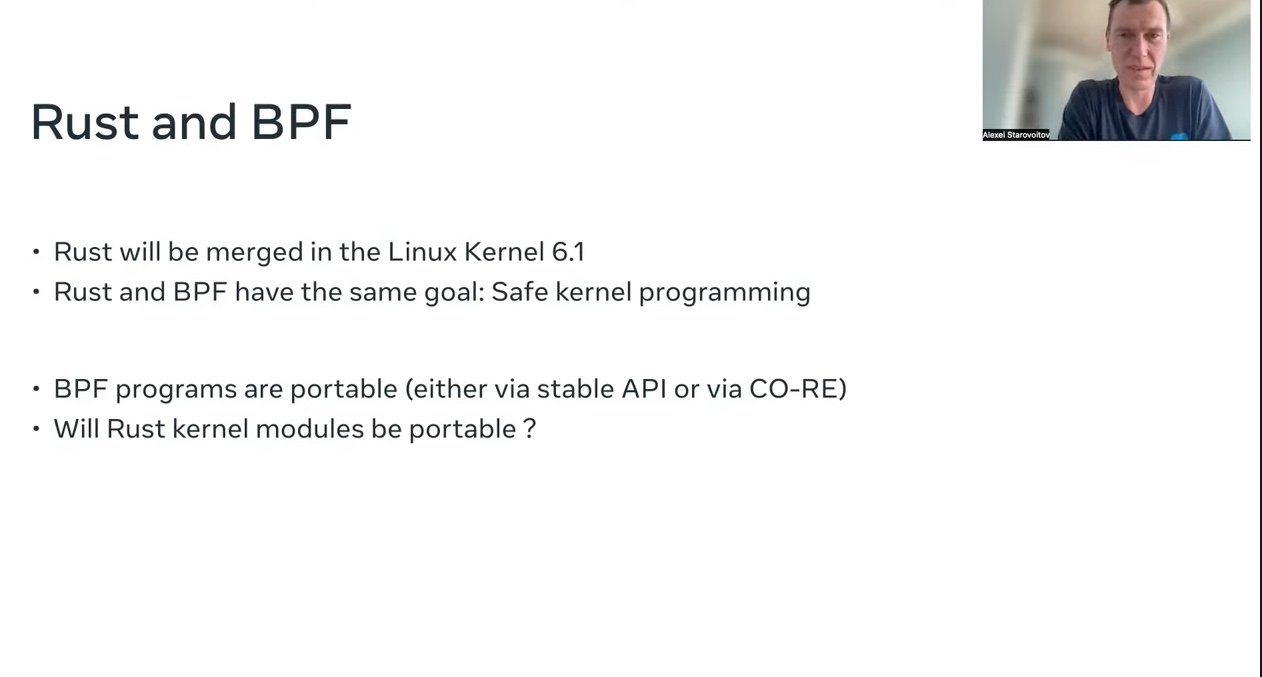 Alexei Starovoitov
Rust and BPF
• Rust will be merged in the Linux Kernel 6.1
• Rust and BPF have the same goal: Safe kernel programming
• BPF programs are portable (either via stable API or via CO-RE)
• Will Rust kernel modules be portable ?